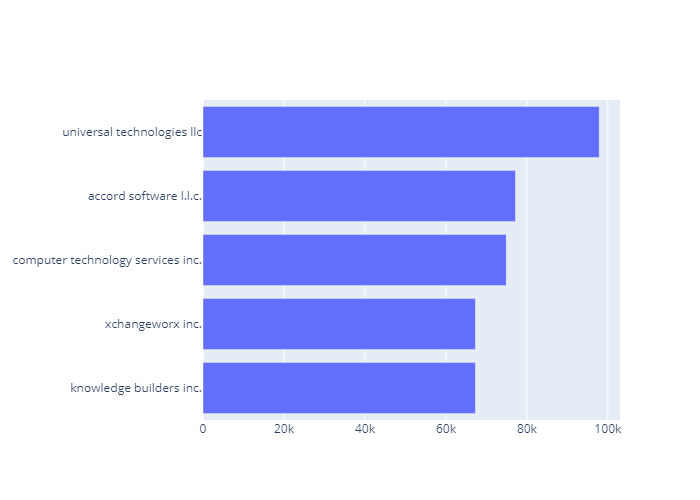 universal technologies llc
accord software l.l.c.
computer technology services inc.
xchangeworx inc.
knowledge builders inc.
0 20k 40k 60k 80k 100k